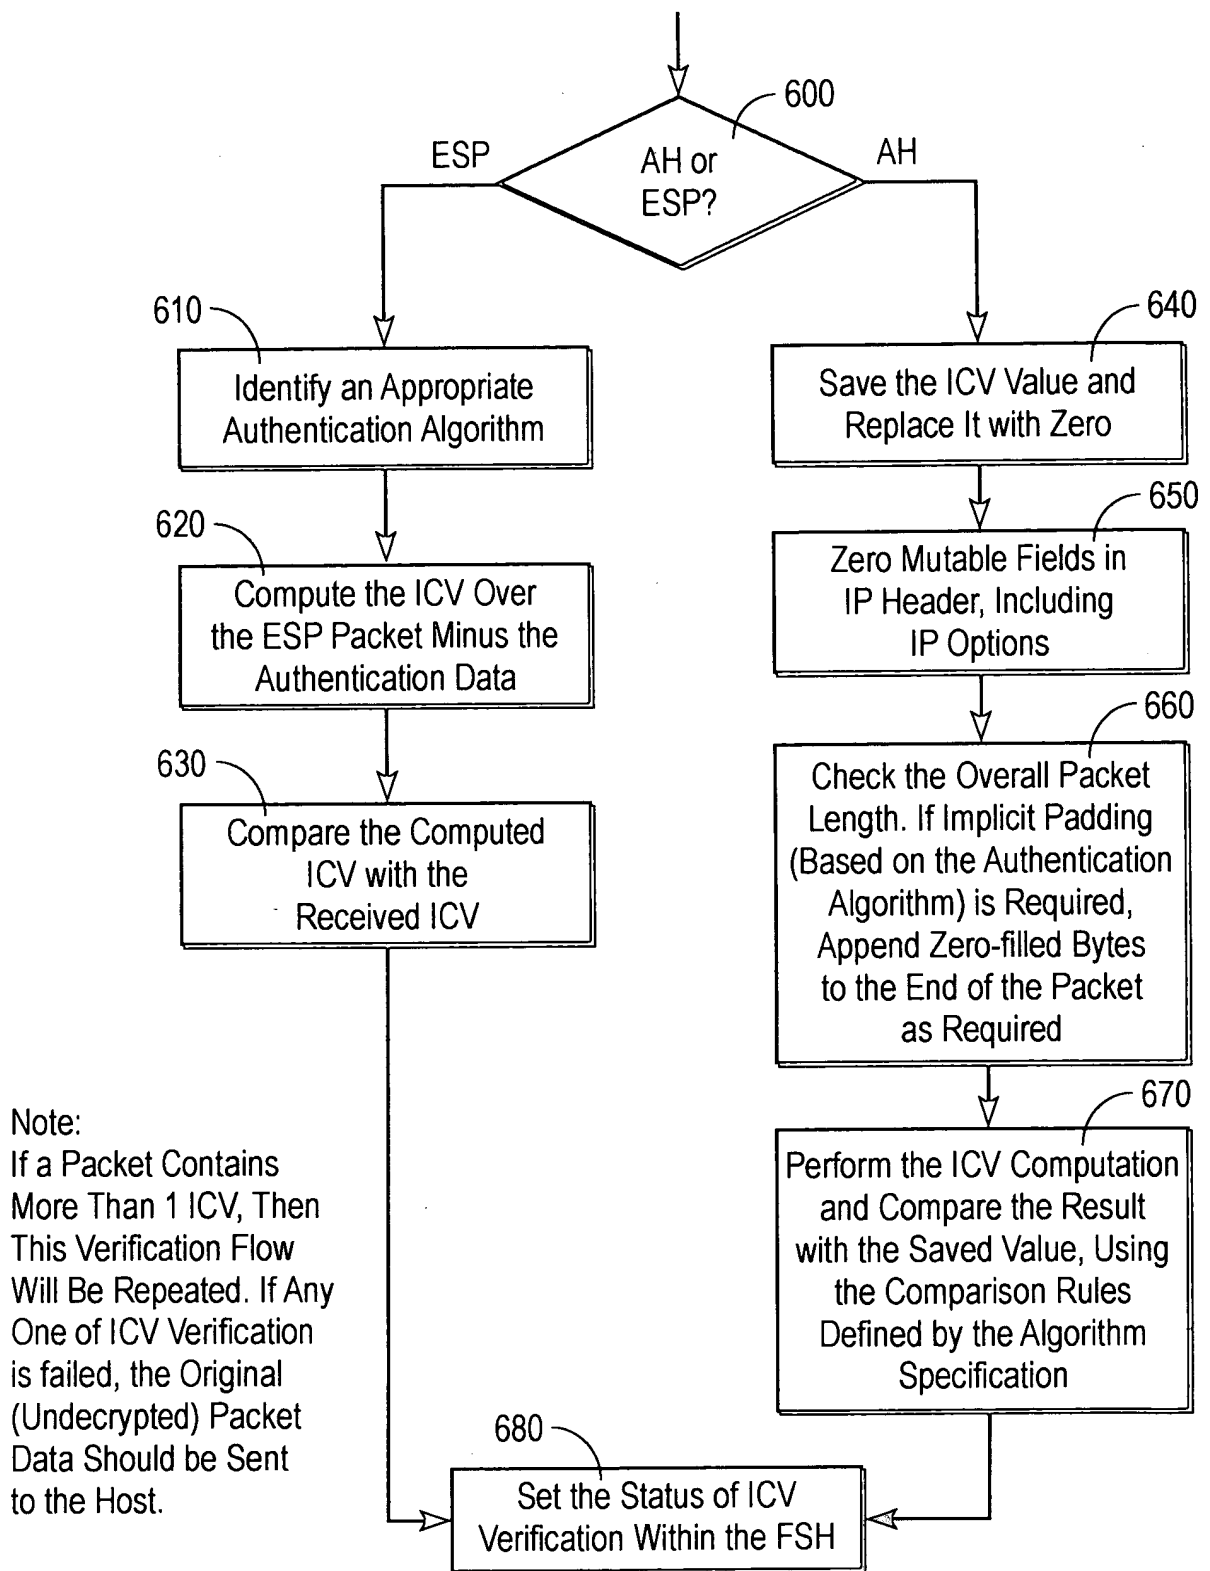 600
AH or
ESP?
ESP
AH
610
Identify an Appropriate
Authentication Algorithm
620
Compute the ICV Over
the ESP Packet Minus the
Authentication Data
630
Compare the Computed
ICV with the
Received ICV
640
Save the ICV Value and
Replace It with Zero
650
Zero Mutable Fields in
IP Header, Including
IP Options
660
Check the Overall Packet
Length. If Implicit Padding
(Based on the Authentication
Algorithm) is Required,
Append Zero-filled Bytes
to the End of the Packet
as Required
670
Perform the ICV Computation
and Compare the Result
with the Saved Value, Using
the Comparison Rules
Defined by the Algorithm
Specification
Note:
If a Packet Contains
More Than 1 ICV, Then
This Verification Flow
Will Be Repeated. If Any
One of ICV Verification
is failed, the Original
(Undecrypted) Packet
Data Should be Sent
to the Host.
680
Set the Status of ICV
Verification Within the FSH